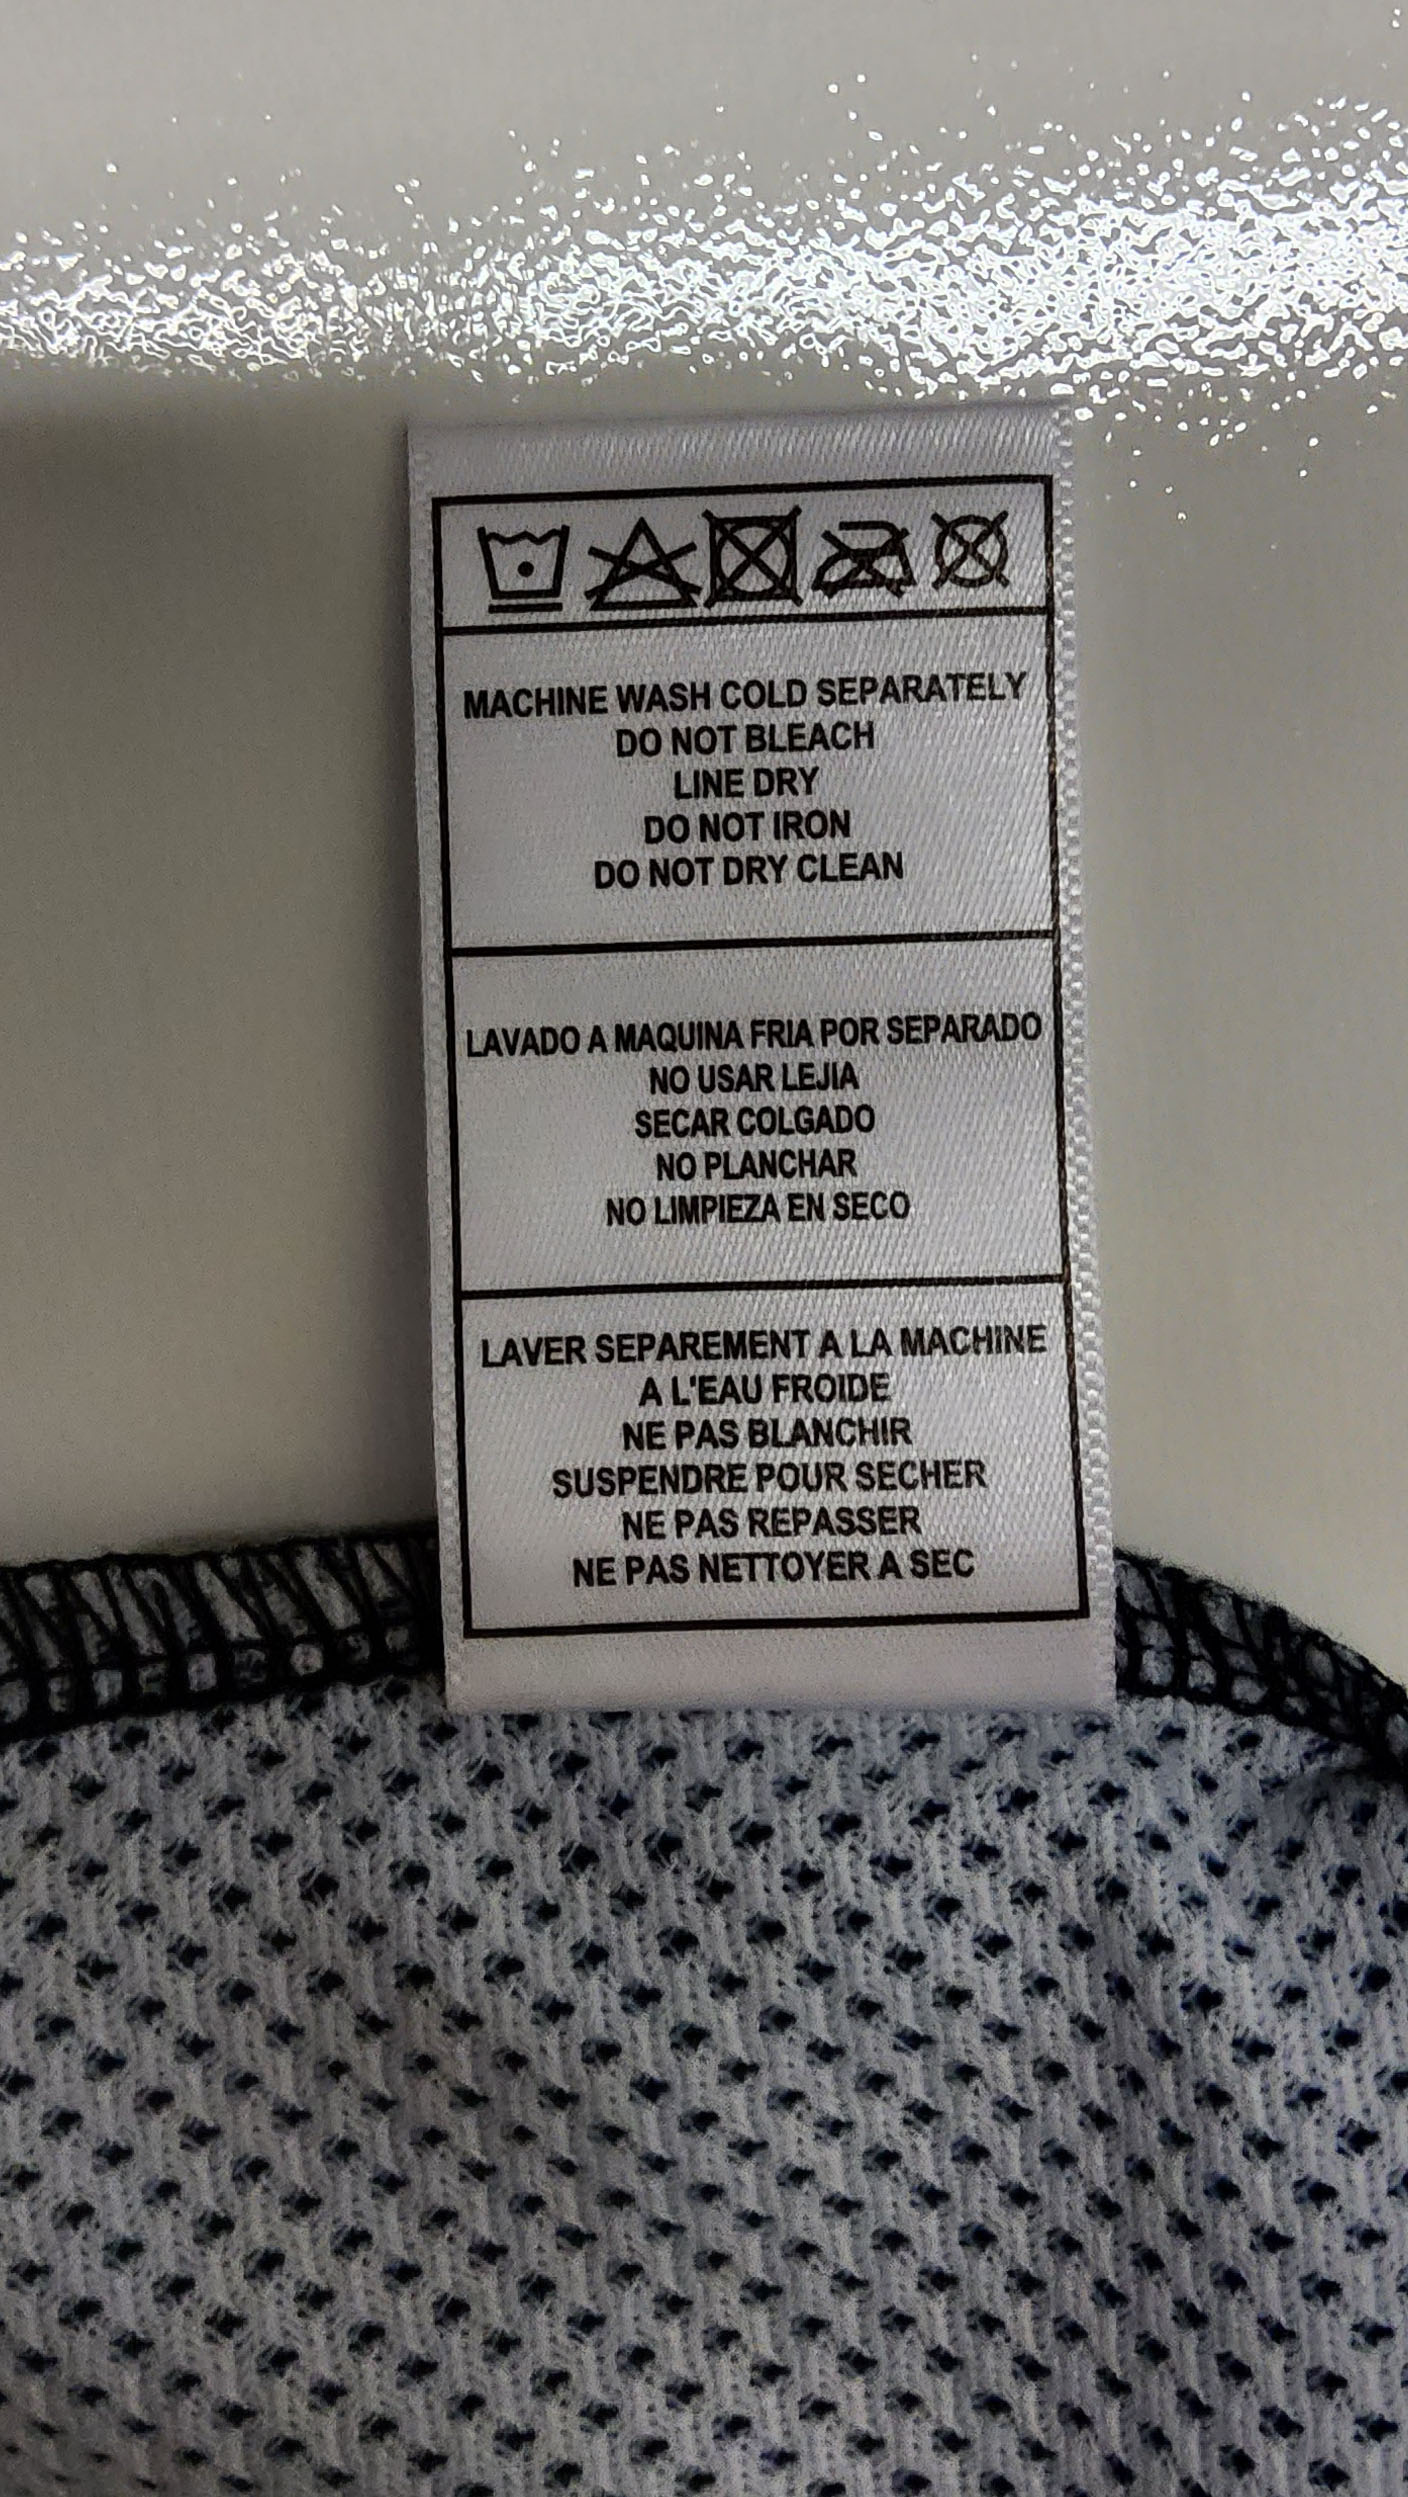 MACHINE WASH COLD SEPARATELY
DO NOT BLEACH
LINE DRY
DO NOT IRON
DO NOT DRY CLEAN
LAVADO A MAQUINA FRIA POR SEPARADO
NO USAR LEJIA
SECAR COLGADO
NO PLANCHAR
NO LIMPIEZA EN SECO
LAVER SEPAREMENT A LA MACHINE
A L'EAU FROIDE
NE PAS BLANCHIR
SUSPENDRE POUR SECHER
NE PAS REPASSER
NE PAS NETTOYER A SEC